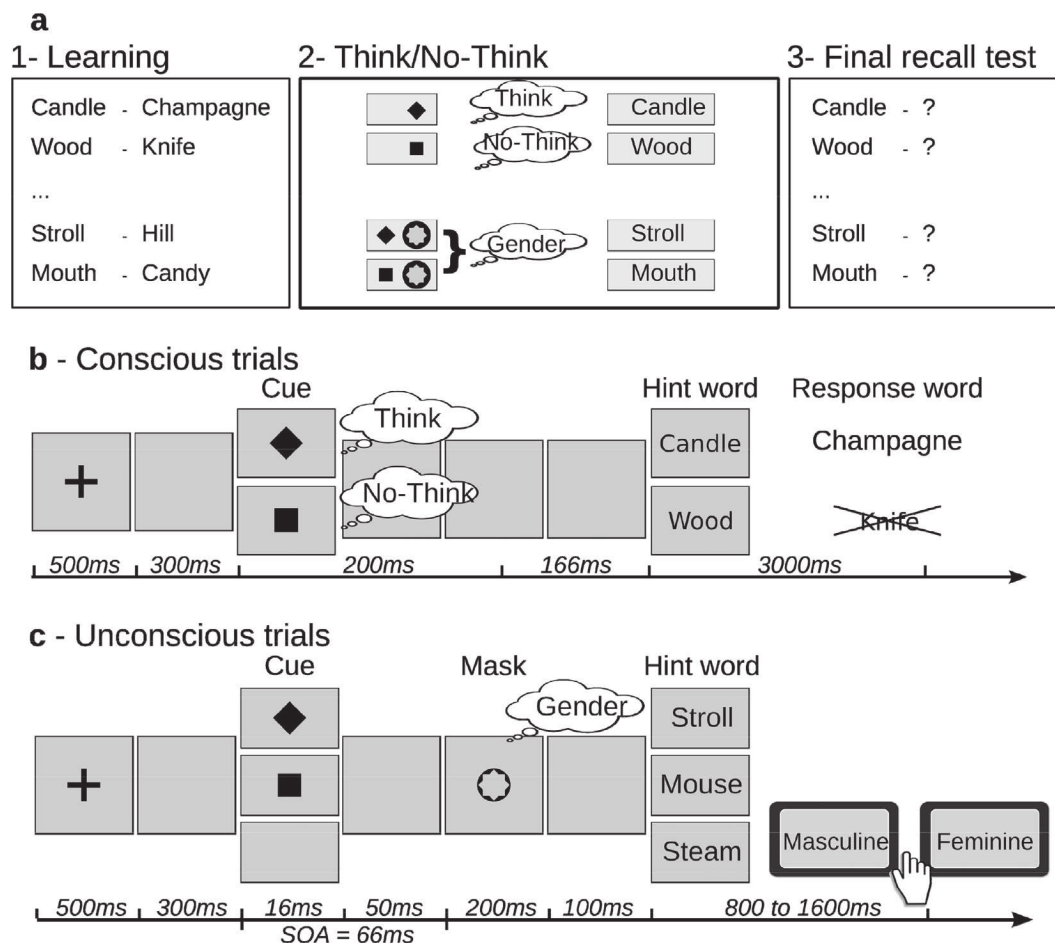 a
1- Learning 2- Think/No-Think 3- Final recall test
Candle - Champagne Think Candle Candle - ?
Wood - Knife No-Think Wood Wood - ?
... ...
Stroll - Hill Gender Stroll Stroll - ?
Mouth - Candy Mouth Mouth - ?
b - Conscious trials
Cue Hint word Response word
Think Candle Champagne
No-Think Wood Knife
500ms 300ms 200ms 166ms 3000ms
c - Unconscious trials
Cue Mask Hint word
Gender Stroll
Mouse
Steam Masculine Feminine
500ms 300ms 16ms 50ms 200ms 100ms 800 to 1600ms
SOA = 66ms